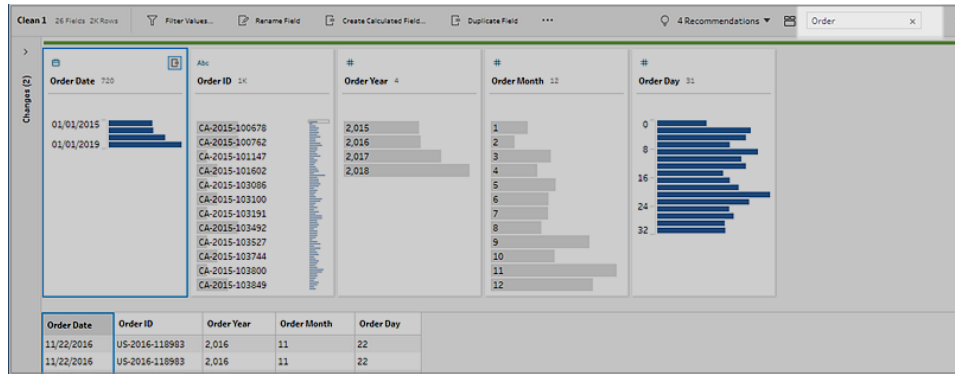 Clean 1 26 Fields 2K Rows Filter Values... Rename Field Create Calculated Field... Duplicate Field ... 4 Recommendations Order ×
Changes (2)
Order Date 720
01/01/2015
01/01/2019
Abc
Order ID 1K
CA-2015-100678
CA-2015-100762
CA-2015-101147
CA-2015-101602
CA-2015-103086
CA-2015-103100
CA-2015-103191
CA-2015-103492
CA-2015-103527
CA-2015-103744
CA-2015-103800
CA-2015-103849
#
Order Year 4
2,015
2,016
2,017
2,018
#
Order Month 12
1
2
3
4
5
6
7
8
9
10
11
12
#
Order Day 31
0
8
16
24
32
Order Date Order ID Order Year Order Month Order Day
11/22/2016 US-2016-118983 2,016 11 22
11/22/2016 US-2016-118983 2,016 11 22